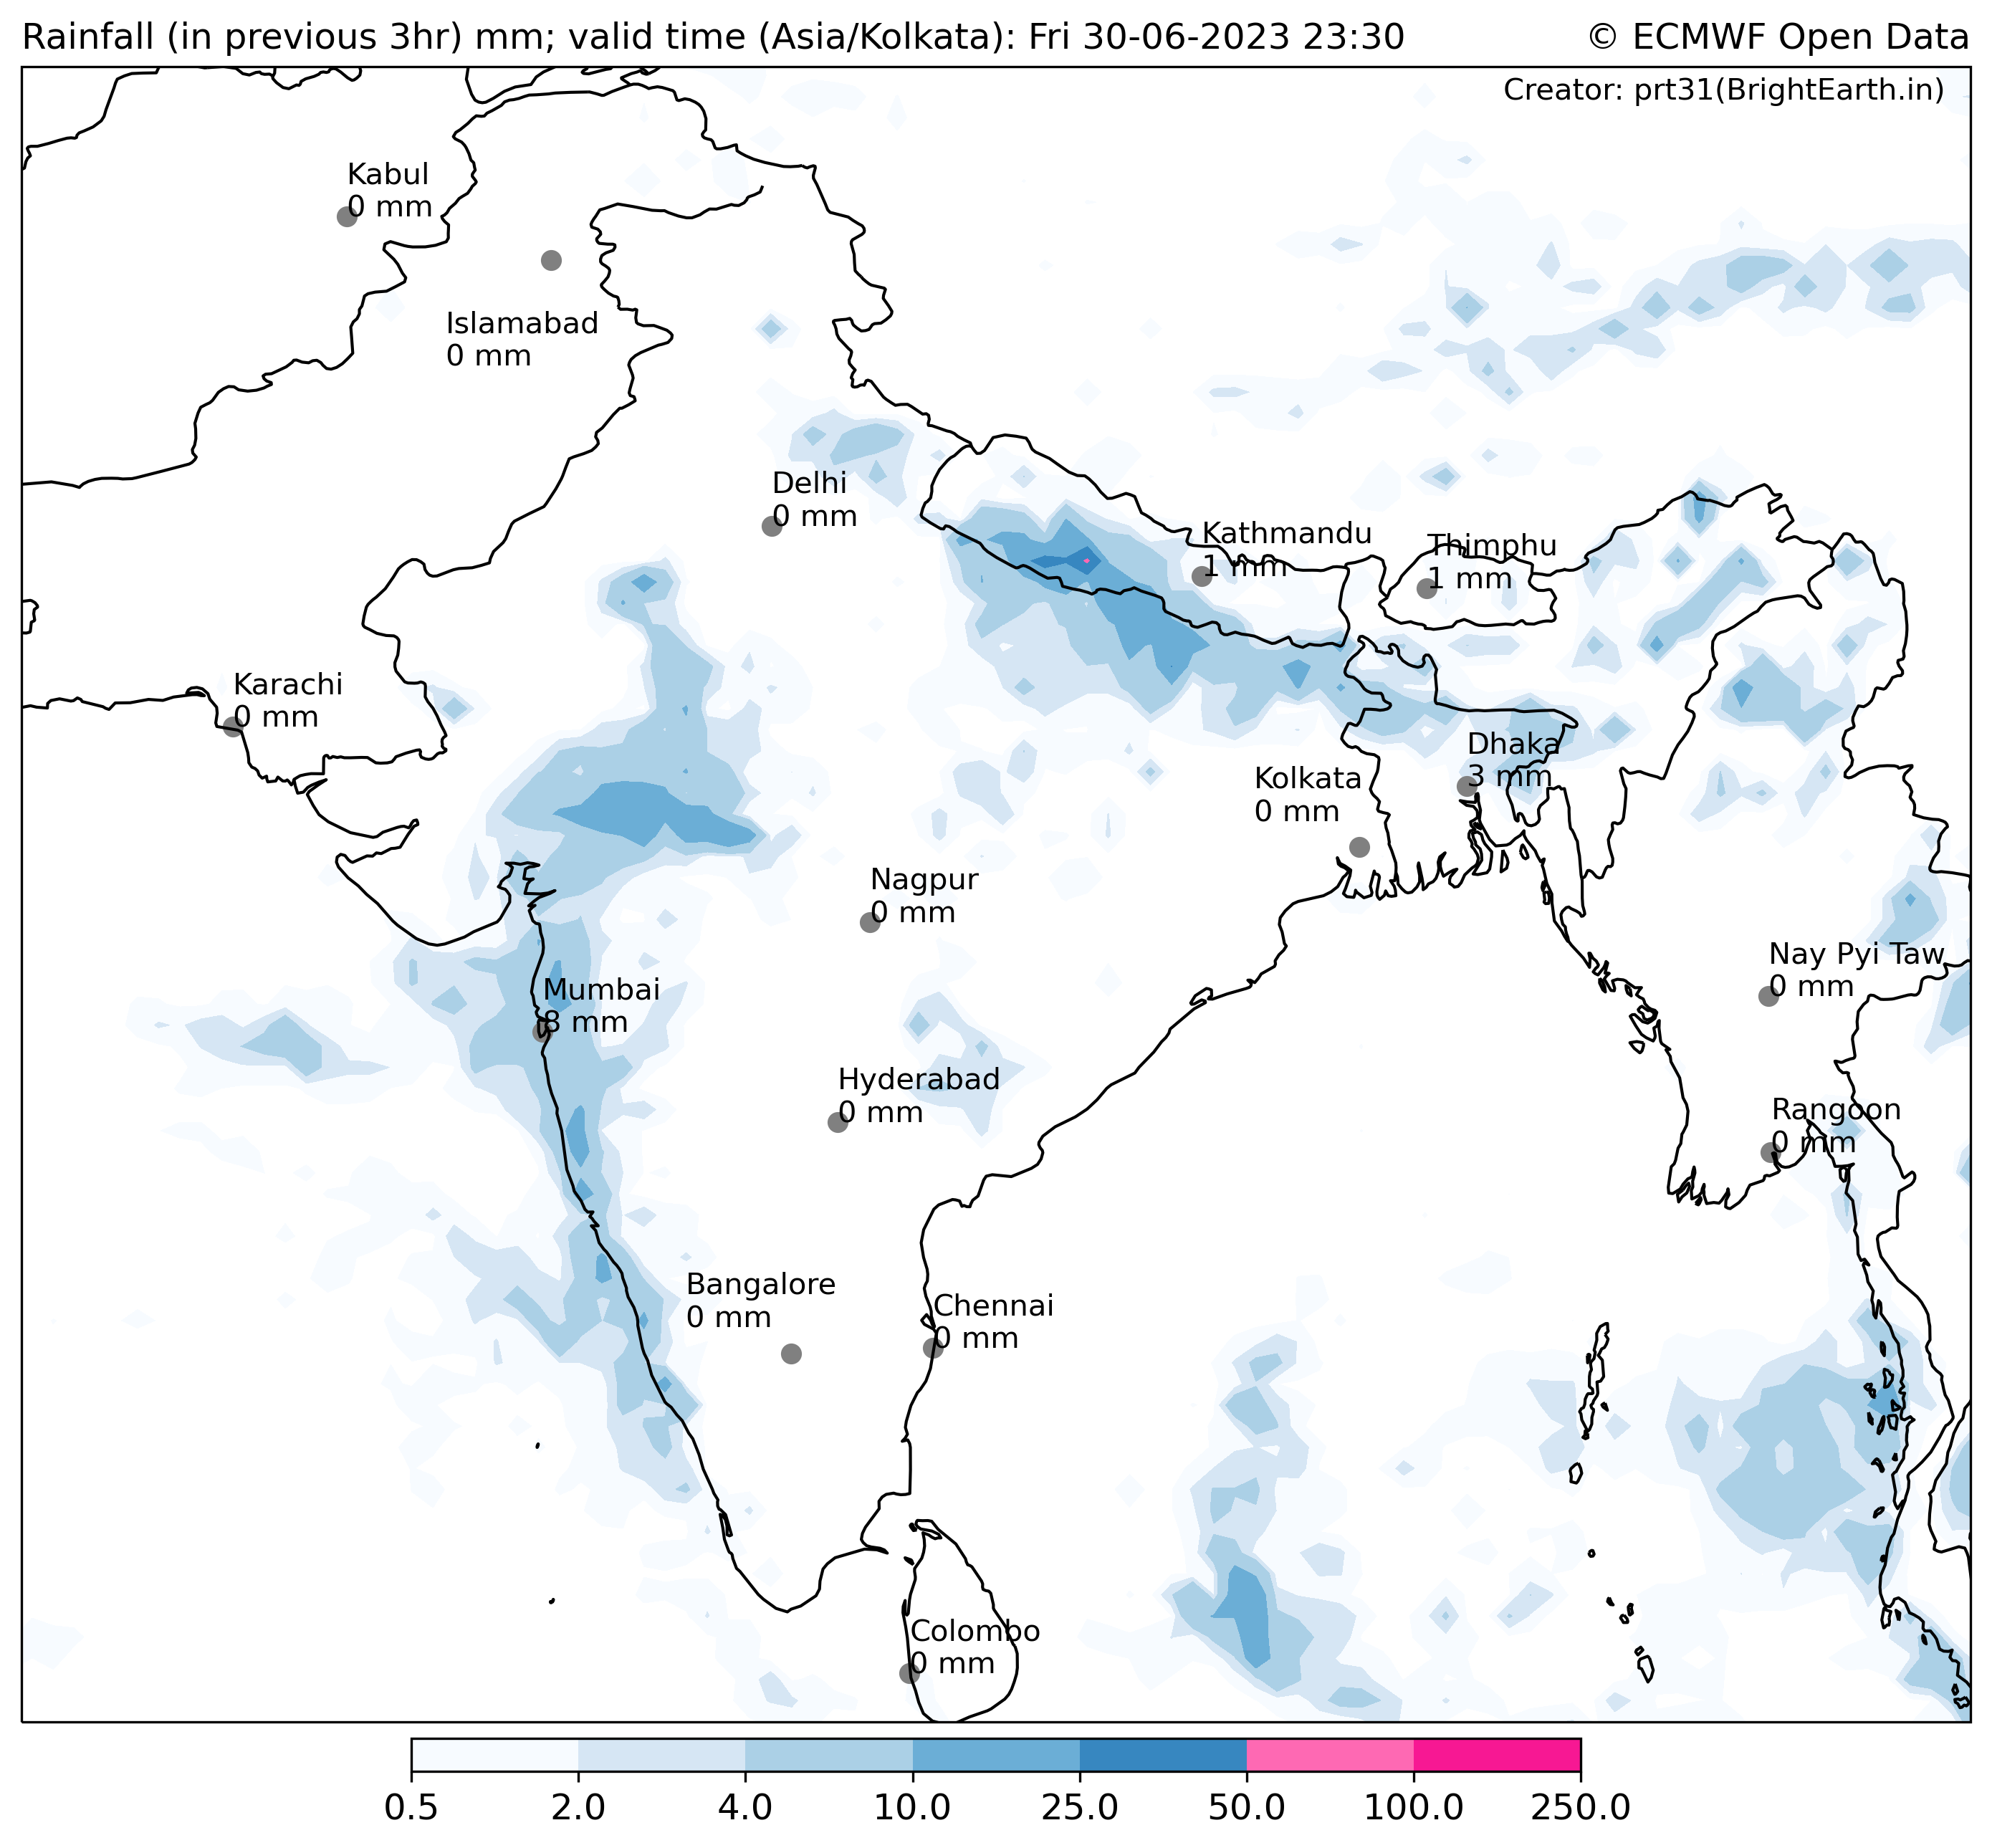 Rainfall (in previous 3hr) mm; valid time (Asia/Kolkata): Fri 30-06-2023 23:30
© ECMWF Open Data
Creator: prt31(BrightEarth.in)
Kabul
0 mm
Islamabad
0 mm
Delhi
0 mm
Kathmandu
1 mm
Thimphu
1 mm
Karachi
0 mm
Dhaka
3 mm
Kolkata
0 mm
Nagpur
0 mm
Nay Pyi Taw
0 mm
Mumbai
8 mm
Hyderabad
0 mm
Rangoon
0 mm
Bangalore
0 mm
Chennai
0 mm
Colombo
0 mm
0.5 2.0 4.0 10.0 25.0 50.0 100.0 250.0